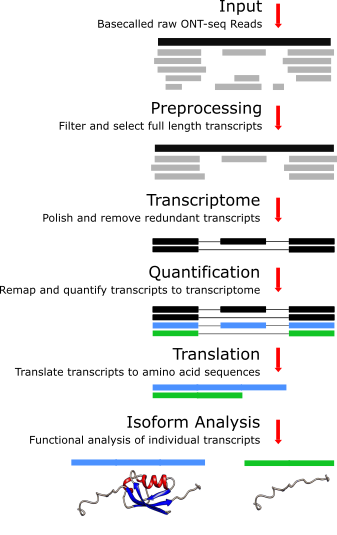 Input
Basecalled raw ONT-seq Reads
Preprocessing
Filter and select full length transcripts
Transcriptome
Polish and remove redundant transcripts
Quantification
Remap and quantify transcripts to transcriptome
Translation
Translate transcripts to amino acid sequences
Isoform Analysis
Functional analysis of individual transcripts